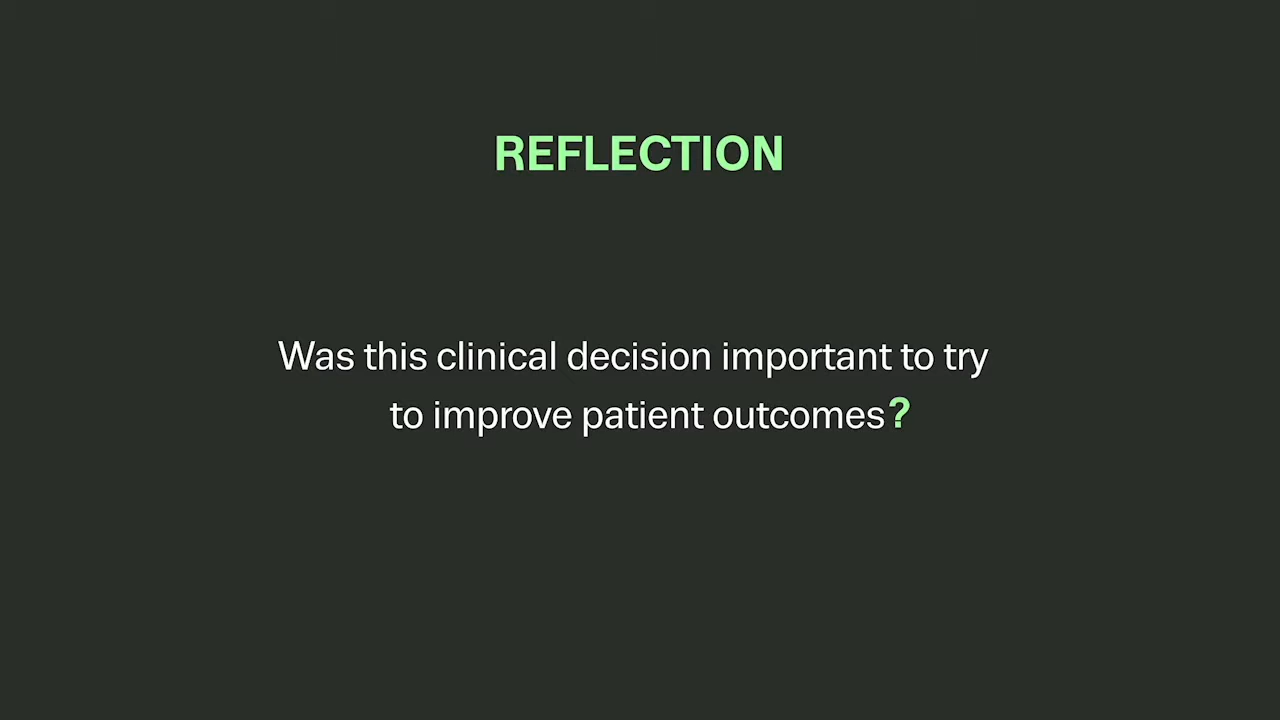 REFLECTION
Was this clinical decision important to try
to improve patient outcomes?